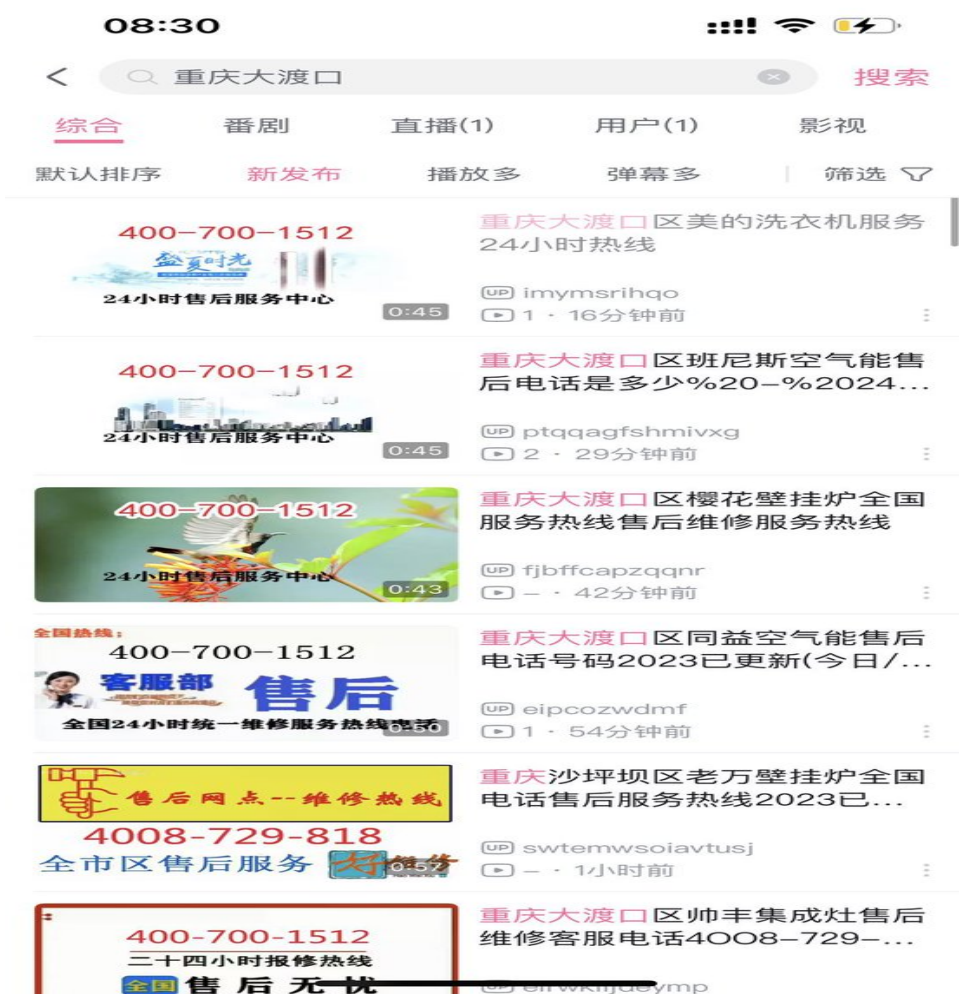 08:30
重庆大渡口
搜索
综合
番剧
直播(1)
用户(1)
影视
默认排序
新发布
播放多
弹幕多
筛选
400-700-1512
盛夏时光
24小时售后服务中心
0:45
重庆大渡口区美的洗衣机服务
24小时热线
UP imymsrihqo
1 · 16分钟前
400-700-1512
24小时售后服务中心
0:45
重庆大渡口区班尼斯空气能售
后电话是多少%20-%2024...
UP ptqqagfshmivxg
2 · 29分钟前
400-700-1512
24小时售后服务中心
0:43
重庆大渡口区樱花壁挂炉全国
服务热线售后维修服务热线
UP fjbffcapzqqnr
- · 42分钟前
全国热线:
400-700-1512
客服部 售后
全国24小时统一维修服务热线电话
0:50
重庆大渡口区同益空气能售后
电话号码2023已更新(今日/...
UP eipcozwdmf
1 · 54分钟前
售后网点--维修热线
4008-729-818
全市区售后服务 好维修
0:57
重庆沙坪坝区老万壁挂炉全国
电话售后服务热线2023已...
UP swtemwsoiavtusj
- · 1小时前
400-700-1512
二十四小时报修热线
全国 售后无忧
重庆大渡口区帅丰集成灶售后
维修客服电话4OO8-729-...